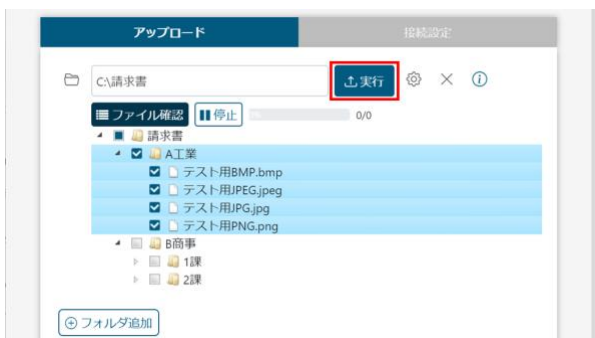 アップロード 接続設定
C:\請求書 実行
ファイル確認 停止 0/0
請求書
A工業
テスト用BMP.bmp
テスト用JPEG.jpeg
テスト用JPG.jpg
テスト用PNG.png
B商事
1課
2課
フォルダ追加